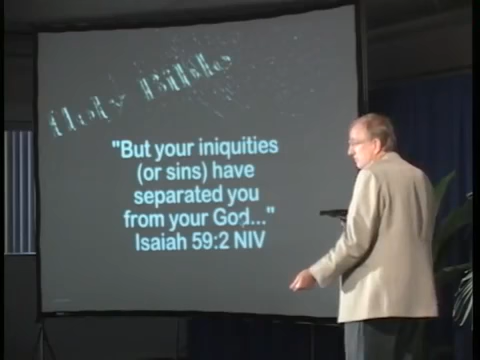 Holy Bible
"But your iniquities
(or sins) have
separated you
from your God..."
Isaiah 59:2 NIV